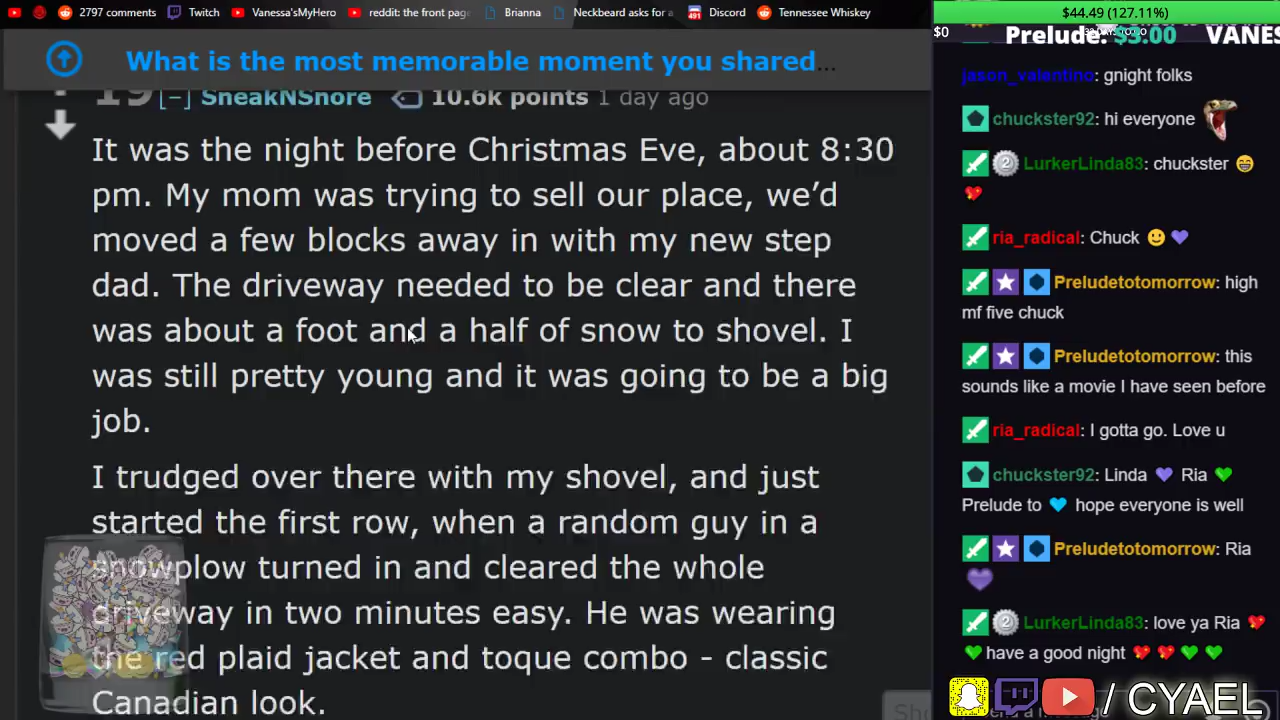 2797 comments Twitch Vanessa'sMyHero reddit: the front page Brianna Neckbeard asks for a Discord Tennessee Whiskey
What is the most memorable moment you shared...
19 [–] SneakNSnore 10.6k points 1 day ago
It was the night before Christmas Eve, about 8:30
pm. My mom was trying to sell our place, we’d
moved a few blocks away in with my new step
dad. The driveway needed to be clear and there
was about a foot and a half of snow to shovel. I
was still pretty young and it was going to be a big
job.
I trudged over there with my shovel, and just
started the first row, when a random guy in a
snowplow turned in and cleared the whole
driveway in two minutes easy. He was wearing
the red plaid jacket and toque combo - classic
Canadian look.
$44.49 (127.11%)
$0
Prelude: $3.00 VANES
jason_valentino: gnight folks
chuckster92: hi everyone
LurkerLinda83: chuckster
ria_radical: Chuck
Preludetotomorrow: high
mf five chuck
Preludetotomorrow: this
sounds like a movie I have seen before
ria_radical: I gotta go. Love u
chuckster92: Linda Ria
Prelude to hope everyone is well
Preludetotomorrow: Ria
LurkerLinda83: love ya Ria
have a good night
/ CYAEL